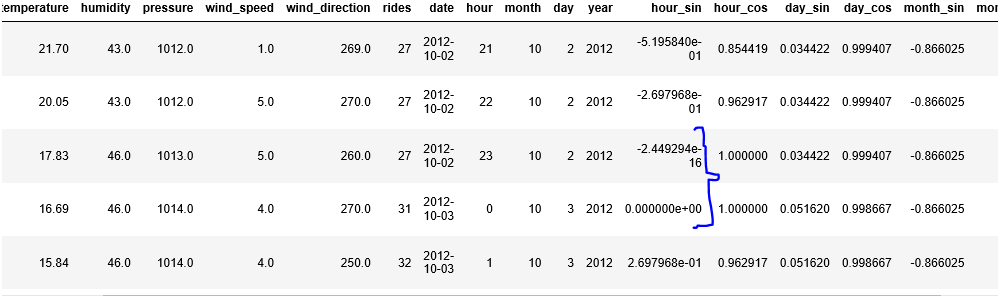 temperature humidity pressure wind_speed wind_direction rides date hour month day year hour_sin hour_cos day_sin day_cos month_sin
21.70 43.0 1012.0 1.0 269.0 27 2012-10-02 21 10 2 2012 -5.195840e-01 0.854419 0.034422 0.999407 -0.866025
20.05 43.0 1012.0 5.0 270.0 27 2012-10-02 22 10 2 2012 -2.697968e-01 0.962917 0.034422 0.999407 -0.866025
17.83 46.0 1013.0 5.0 260.0 27 2012-10-02 23 10 2 2012 -2.449294e-16 1.000000 0.034422 0.999407 -0.866025
16.69 46.0 1014.0 4.0 270.0 31 2012-10-03 0 10 3 2012 0.000000e+00 1.000000 0.051620 0.998667 -0.866025
15.84 46.0 1014.0 4.0 250.0 32 2012-10-03 1 10 3 2012 2.697968e-01 0.962917 0.051620 0.998667 -0.866025